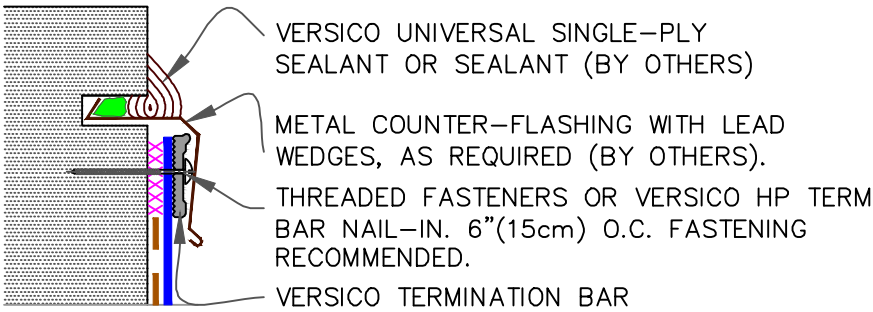 VERSICO UNIVERSAL SINGLE-PLY
SEALANT OR SEALANT (BY OTHERS)
METAL COUNTER-FLASHING WITH LEAD
WEDGES, AS REQUIRED (BY OTHERS).
THREADED FASTENERS OR VERSICO HP TERM
BAR NAIL-IN. 6"(15cm) O.C. FASTENING
RECOMMENDED.
VERSICO TERMINATION BAR